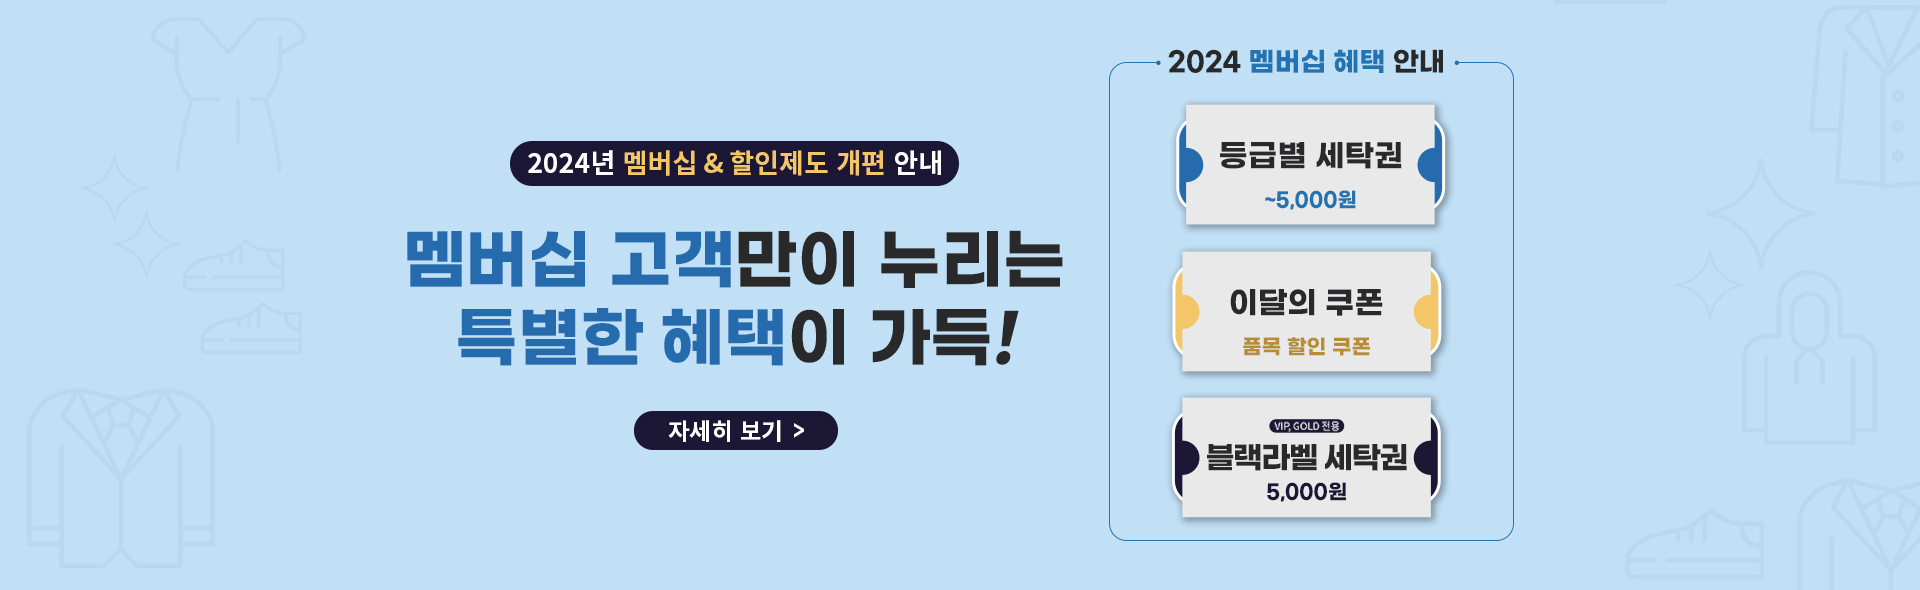 2024년 멤버십 & 할인제도 개편 안내
멤버십 고객만이 누리는
특별한 혜택이 가득!
자세히 보기 >
2024 멤버십 혜택 안내
등급별 세탁권
~5,000원
이달의 쿠폰
품목 할인 쿠폰
VIP, GOLD 전용
블랙라벨 세탁권
5,000원